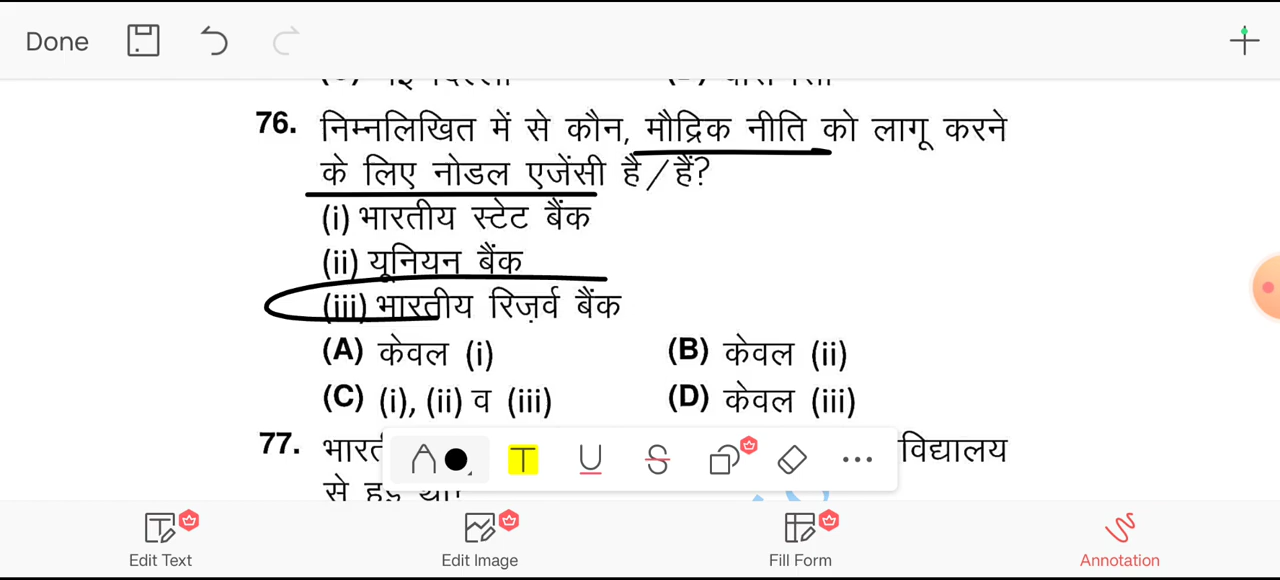 Done
76. निम्नलिखित में से कौन, मौद्रिक नीति को लागू करने
के लिए नोडल एजेंसी है/हैं?
(i) भारतीय स्टेट बैंक
(ii) यूनियन बैंक
(iii) भारतीय रिज़र्व बैंक
(A) केवल (i) (B) केवल (ii)
(C) (i), (ii) व (iii) (D) केवल (iii)
77. विद्यालय
से
Edit Text Edit Image Fill Form Annotation